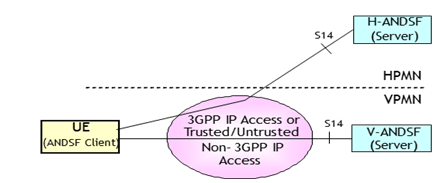 S14
H-ANDSF
(Server)
HPMN
VPMN
UE
(ANDSF Client)
3GPP IP Access or
Trusted/Untrusted
Non- 3GPP IP
Access
S14
V-ANDSF
(Server)